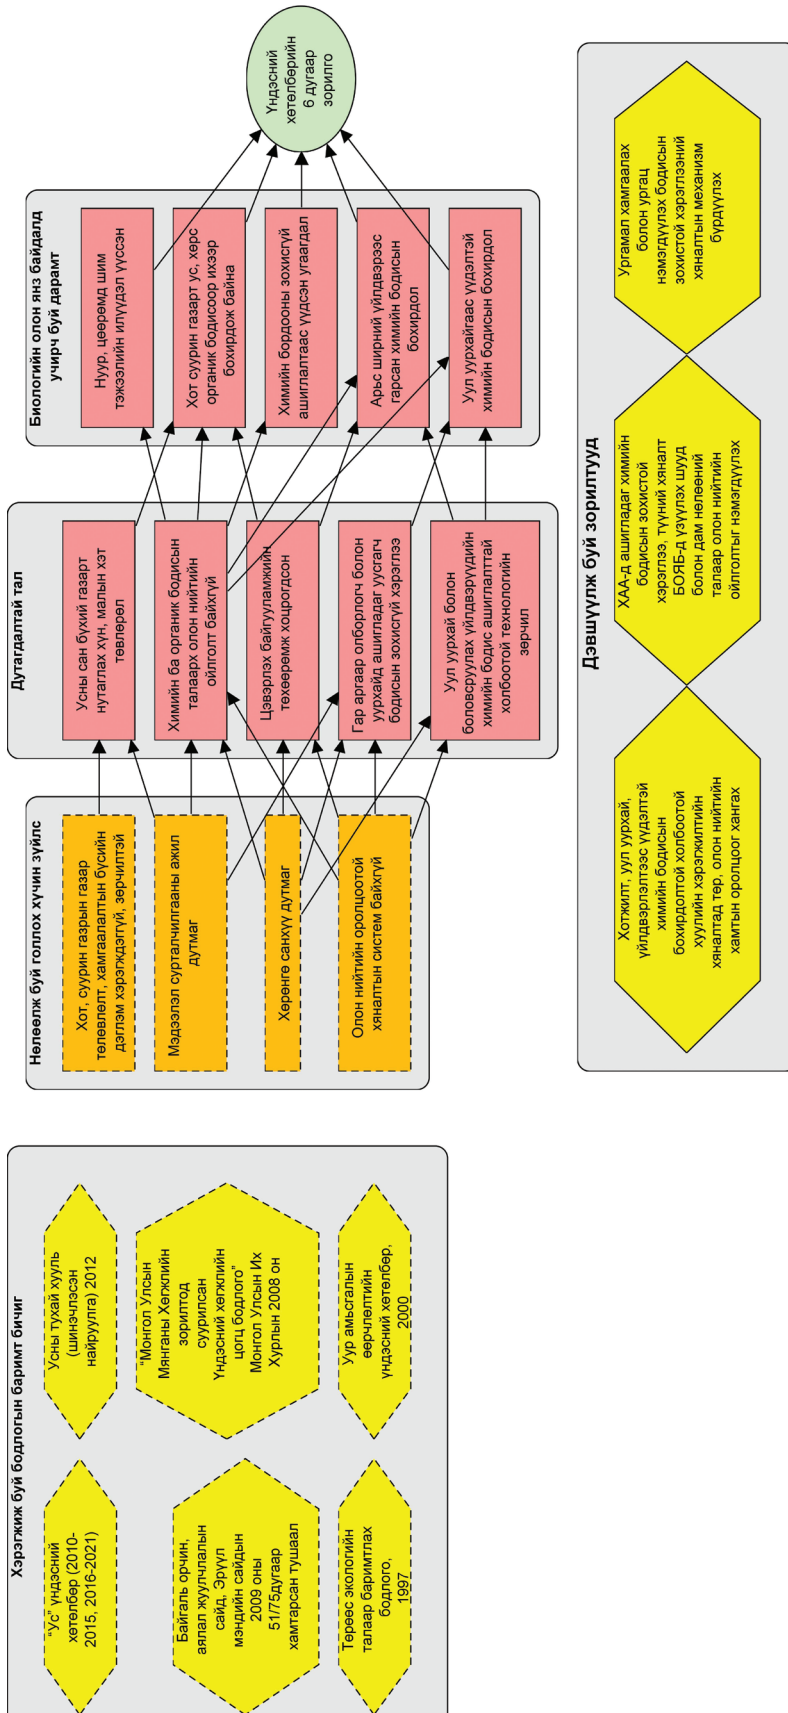 Хэрэгжиж буй бодлогын баримт бичиг
“Ус” үндэсний
хөтөлбөр (2010-
2015, 2016-2021)
Усны тухай хууль
(шинэчлэсэн
найруулга) 2012
Байгаль орчин,
аялал жуулчлалын
сайд, Эрүүл
мэндийн сайдын
2009 оны
51/75дугаар
хамтарсан тушаал
“Монгол Улсын
Мянганы Хөгжлийн
зорилтод
суурилсан
Үндэсний хөгжлийн
цогц бодлого”
Монгол Улсын Их
Хурлын 2008 он
Төрөөс экологийн
талаар баримтлах
бодлого,
1997
Уур амьсгалын
өөрчлөлтийн
үндэсний хөтөлбөр,
2000
Нөлөөлж буй голлох хүчин зүйлс
Хот, суурин газрын газар
төлөвлөлт, хамгаалалтын бүсийн
дэглэм хэрэгждэггүй, зөрчилтэй
Мэдээлэл сурталчилгааны ажил
дутмаг
Хөрөнгө санхүү дутмаг
Олон нийтийн оролцоотой
хяналтын систем байхгүй
Дутагдалтай тал
Усны сан бүхий газарт
нутаглах хүн, малын хэт
төвлөрөл
Химийн ба органик бодисын
талаарх олон нийтийн
ойлголт байхгүй
Цэвэрлэх байгууламжийн
төхөөрөмж хоцрогдсон
Гар аргаар олборлогч болон
уурхайд ашигладаг уусгагч
бодисын зохисгүй хэрэглээ
Уул уурхай болон
боловсруулах үйлдвэрүүдийн
химийн бодис ашиглалттай
холбоотой технологийн
зөрчил
Биологийн олон янз байдалд
учирч буй дарамт
Нуур, цөөрөмд шим
тэжээлийн илүүдэл үүссэн
Хот суурин газарт ус, хөрс
органик бодисоор ихээр
бохирдож байна
Химийн бордооны зохисгүй
ашиглалтаас үүдсэн угаагдал
Арьс ширний үйлдвэрээс
гарсан химийн бодисын
бохирдол
Уул уурхайгаас үүдэлтэй
химийн бодисын бохирдол
Үндэсний
хөтөлбөрийн
6 дугаар
зорилго
Дэвшүүлж буй зорилтууд
Хотжилт, уул уурхай,
үйлдвэрлэлтээс үүдэлтэй
химийн бодисын
бохирдолтой холбоотой
хуулийн хэрэгжилтийн
хяналтад төр, олон нийтийн
хамтын оролцоог хангах
ХАА-д ашигладаг химийн
бодисын зохистой
хэрэглээ, түүний хяналт
БОЯБ-д үзүүлэх шууд
болон дам нөлөөний
талаар олон нийтийн
ойлголтыг нэмэгдүүлэх
Ургамал хамгаалах
болон ургац
нэмэгдүүлэх бодисын
зохистой хэрэглээний
хяналтын механизм
бүрдүүлэх